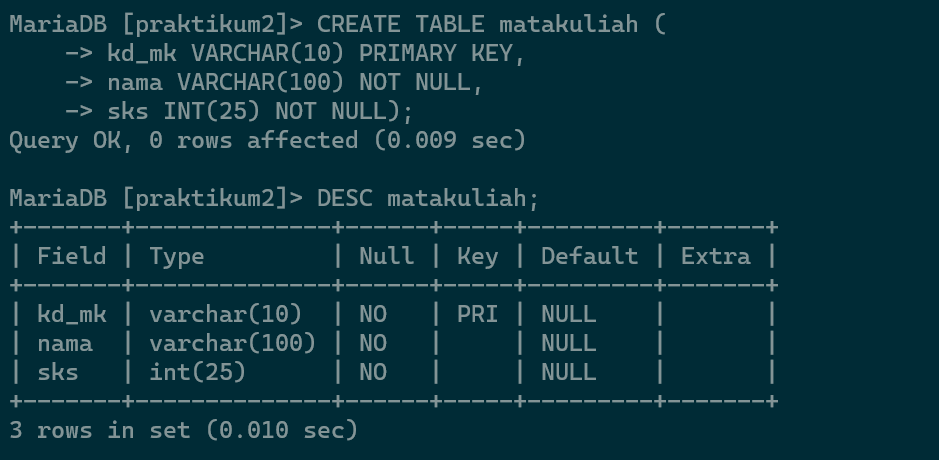 MariaDB [praktikum2]> CREATE TABLE matakuliah (
    -> kd_mk VARCHAR(10) PRIMARY KEY,
    -> nama VARCHAR(100) NOT NULL,
    -> sks INT(25) NOT NULL);
Query OK, 0 rows affected (0.009 sec)

MariaDB [praktikum2]> DESC matakuliah;
+-------+--------------+------+-----+---------+-------+
| Field | Type         | Null | Key | Default | Extra |
+-------+--------------+------+-----+---------+-------+
| kd_mk | varchar(10)  | NO   | PRI | NULL    |       |
| nama  | varchar(100) | NO   |     | NULL    |       |
| sks   | int(25)      | NO   |     | NULL    |       |
+-------+--------------+------+-----+---------+-------+
3 rows in set (0.010 sec)